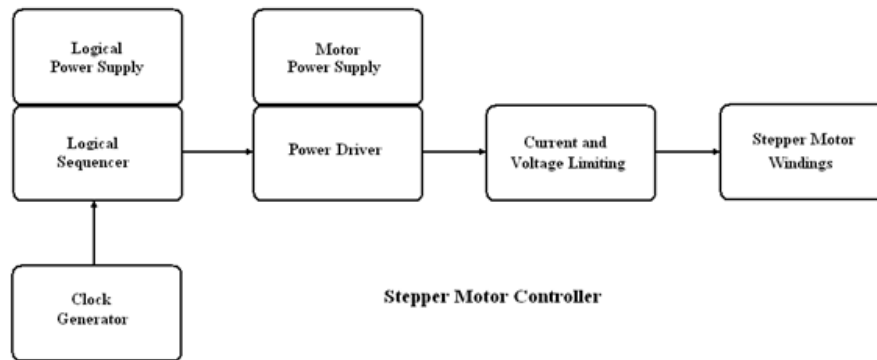 Logical
Power Supply
Motor
Power Supply
Logical
Sequencer
Power Driver
Current and
Voltage Limiting
Stepper Motor
Windings
Clock
Generator
Stepper Motor Controller